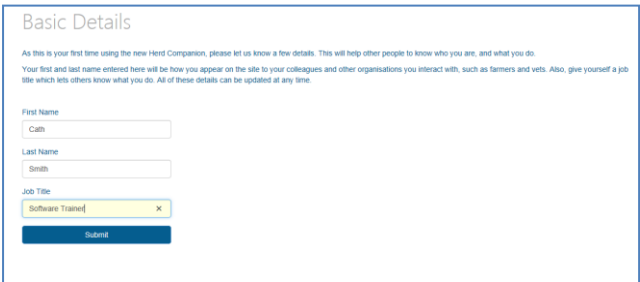 Basic Details
As this is your first time using the new Herd Companion, please let us know a few details. This will help other people to know who you are, and what you do.
Your first and last name entered here will be how you appear on the site to your colleagues and other organisations you interact with, such as farmers and vets. Also, give yourself a job
title which lets others know what you do. All of these details can be updated at any time.
First Name
Cath
Last Name
Smith
Job Title
Software Trainer
Submit